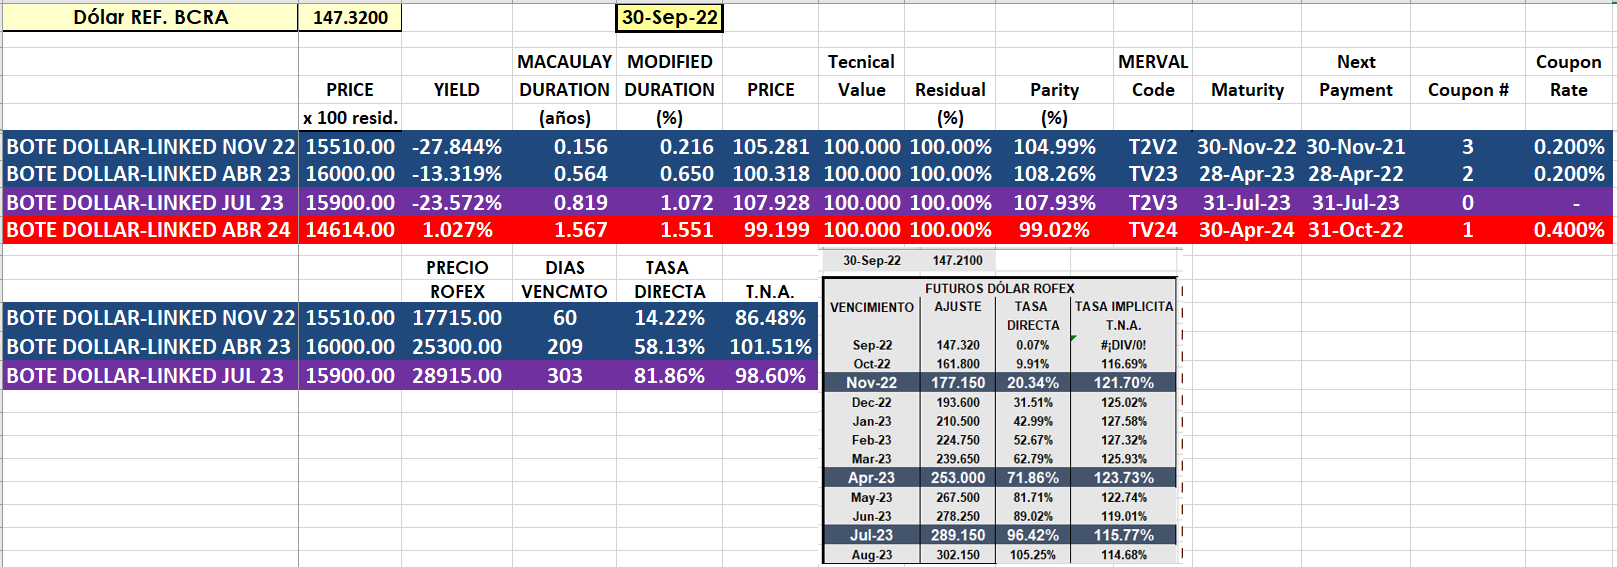 Dólar REF. BCRA 147.3200 30-Sep-22
MACAULAY MODIFIED Tecnical MERVAL Next Coupon
PRICE YIELD DURATION DURATION PRICE Value Residual Parity Code Maturity Payment Coupon # Rate
x 100 resid. (años) (%) (%) (%)
BOTE DOLLAR-LINKED NOV 22 15510.00 -27.844% 0.156 0.216 105.281 100.000 100.00% 104.99% T2V2 30-Nov-22 30-Nov-21 3 0.200%
BOTE DOLLAR-LINKED ABR 23 16000.00 -13.319% 0.564 0.650 100.318 100.000 100.00% 108.26% TV23 28-Apr-23 28-Apr-22 2 0.200%
BOTE DOLLAR-LINKED JUL 23 15900.00 -23.572% 0.819 1.072 107.928 100.000 100.00% 107.93% T2V3 31-Jul-23 31-Jul-23 0 -
BOTE DOLLAR-LINKED ABR 24 14614.00 1.027% 1.567 1.551 99.199 100.000 100.00% 99.02% TV24 30-Apr-24 31-Oct-22 1 0.400%
PRECIO DIAS TASA
ROFEX VENCMTO DIRECTA T.N.A.
BOTE DOLLAR-LINKED NOV 22 15510.00 17715.00 60 14.22% 86.48%
BOTE DOLLAR-LINKED ABR 23 16000.00 25300.00 209 58.13% 101.51%
BOTE DOLLAR-LINKED JUL 23 15900.00 28915.00 303 81.86% 98.60%
30-Sep-22 147.2100
FUTUROS DÓLAR ROFEX
VENCIMIENTO AJUSTE TASA TASA IMPLICITA
DIRECTA T.N.A.
Sep-22 147.320 0.07% #¡DIV/0!
Oct-22 161.800 9.91% 116.69%
Nov-22 177.150 20.34% 121.70%
Dec-22 193.600 31.51% 125.02%
Jan-23 210.500 42.99% 127.58%
Feb-23 224.750 52.67% 127.32%
Mar-23 239.650 62.79% 125.93%
Apr-23 253.000 71.86% 123.73%
May-23 267.500 81.71% 122.74%
Jun-23 278.250 89.02% 119.01%
Jul-23 289.150 96.42% 115.77%
Aug-23 302.150 105.25% 114.68%